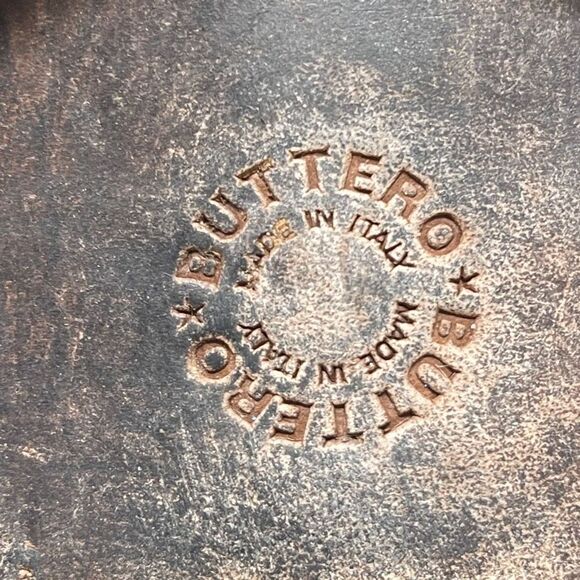 BUTTERO ★ BUTTERO ★
MADE IN ITALY MADE IN ITALY